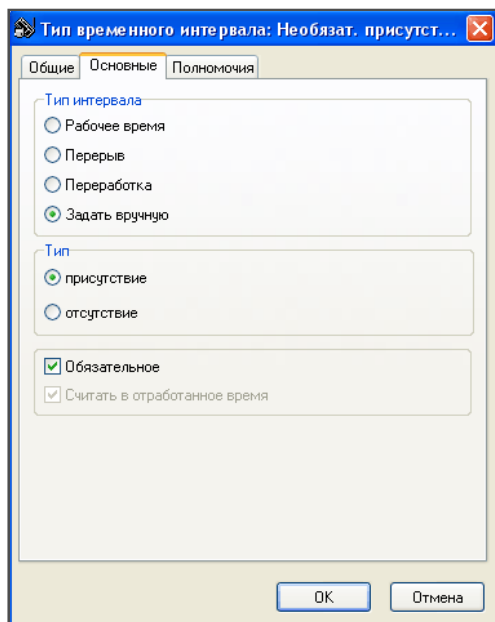 Тип временного интервала: Необязат. присутст...
Общие Основные Полномочия
Тип интервала
Рабочее время
Перерыв
Переработка
Задать вручную
Тип
присутствие
отсутствие
Обязательное
Считать в отработанное время
OK Отмена